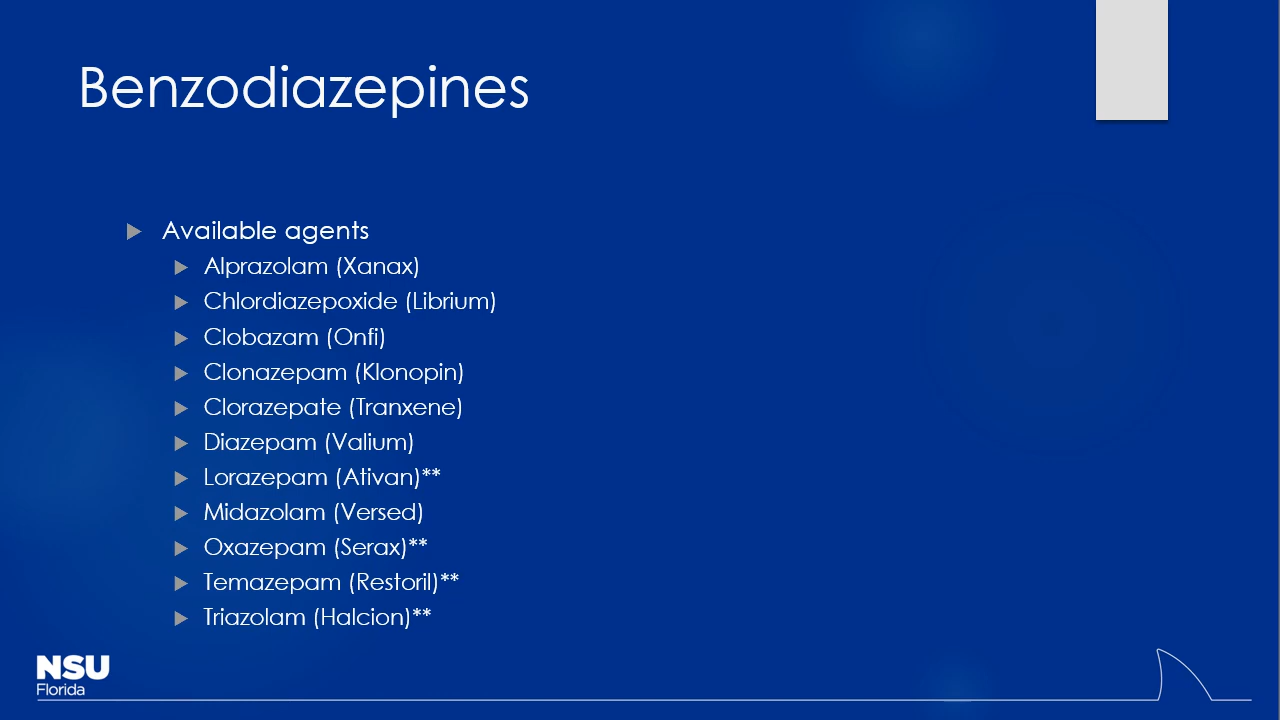 Benzodiazepines
Available agents
Alprazolam (Xanax)
Chlordiazepoxide (Librium)
Clobazam (Onfi)
Clonazepam (Klonopin)
Clorazepate (Tranxene)
Diazepam (Valium)
Lorazepam (Ativan)**
Midazolam (Versed)
Oxazepam (Serax)**
Temazepam (Restoril)**
Triazolam (Halcion)**
NSU
Florida